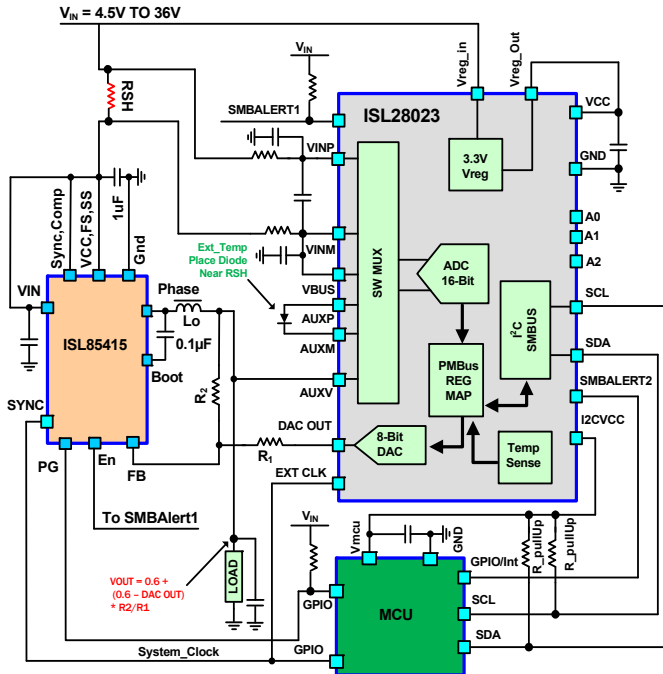 V_IN = 4.5V TO 36V
RSH
V_IN
SMBALERT1
Vreg_in
Vreg_Out
ISL28023
VCC
VINP
3.3V
Vreg
GND
1uF
Sync,Comp
VCC,FS,SS
Gnd
A0
A1
A2
VINM
Ext_Temp
Place Diode
Near RSH
SW MUX
ADC
16-Bit
VBUS
VIN
Phase
Lo
AUXP
AUXM
SCL
I²C
SMBUS
ISL85415
0.1µF
Boot
SDA
PMBus
REG
MAP
SMBALERT2
AUXV
R2
SYNC
DAC OUT
8-Bit
DAC
I2CVCC
PG
En
FB
R1
Temp
Sense
EXT CLK
To SMBAlert1
V_IN
Vmcu
GND
R_pullUp
R_pullUp
VOUT = 0.6 +
(0.6 – DAC OUT)
* R2/R1
LOAD
GPIO
MCU
GPIO/Int
SCL
SDA
System_Clock
GPIO